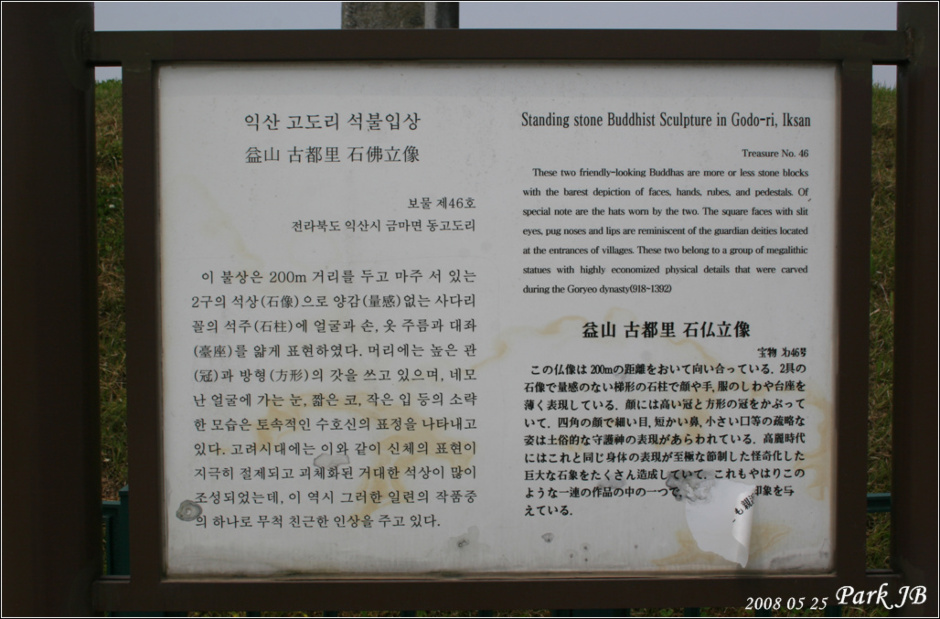 익산 고도리 석불입상
益山 古都里 石佛立像
보물 제46호
전라북도 익산시 금마면 동고도리
이 불상은 200m 거리를 두고 마주 서 있는
2구의 석상(石像)으로 양감(量感)없는 사다리
꼴의 석주(石柱)에 얼굴과 손, 옷 주름과 대좌
(臺座)를 얇게 표현하였다. 머리에는 높은 관
(冠)과 방형(方形)의 갓을 쓰고 있으며, 네모
난 얼굴에 가는 눈, 짧은 코, 작은 입 등의 소략
한 모습은 토속적인 수호신의 표정을 나타내고
있다. 고려시대에는 이와 같이 신체의 표현이
지극히 절제되고 괴체화된 거대한 석상이 많이
조성되었는데, 이 역시 그러한 일련의 작품중
의 하나로 무척 친근한 인상을 주고 있다.
Standing stone Buddhist Sculpture in Godo-ri, Iksan
Treasure No. 46
These two friendly-looking Buddhas are more or less stone blocks
with the barest depiction of faces, hands, rubes, and pedestals. Of
special note are the hats worn by the two. The square faces with slit
eyes, pug noses and lips are reminiscent of the guardian deities located
at the entrances of villages. These two belong to a group of megalithic
statues with highly economized physical details that were carved
during the Goryeo dynasty(918-1392)
益山 古都里 石仏立像
宝物 為46号
この仏像は 200mの距離をおいて向い合っている. 2具の
石像で量感のない梯形の石柱で顔や手, 服のしわや台座を
薄く表現している. 顔には高い冠と方形の冠をかぶって
いて, 四角の顔で細い目, 短かい鼻, 小さい口等の疏略な
姿は土俗的な守護神の表現があらわれている. 高麗時代
にはこれと同じ身体の表現が至極な節制した怪奇化した
巨大な石象をたくさん造成していて, これもやはりこの
ような一連の作品の中の一つで, も親 印象を与
えている.
2008 05 25 Park JB